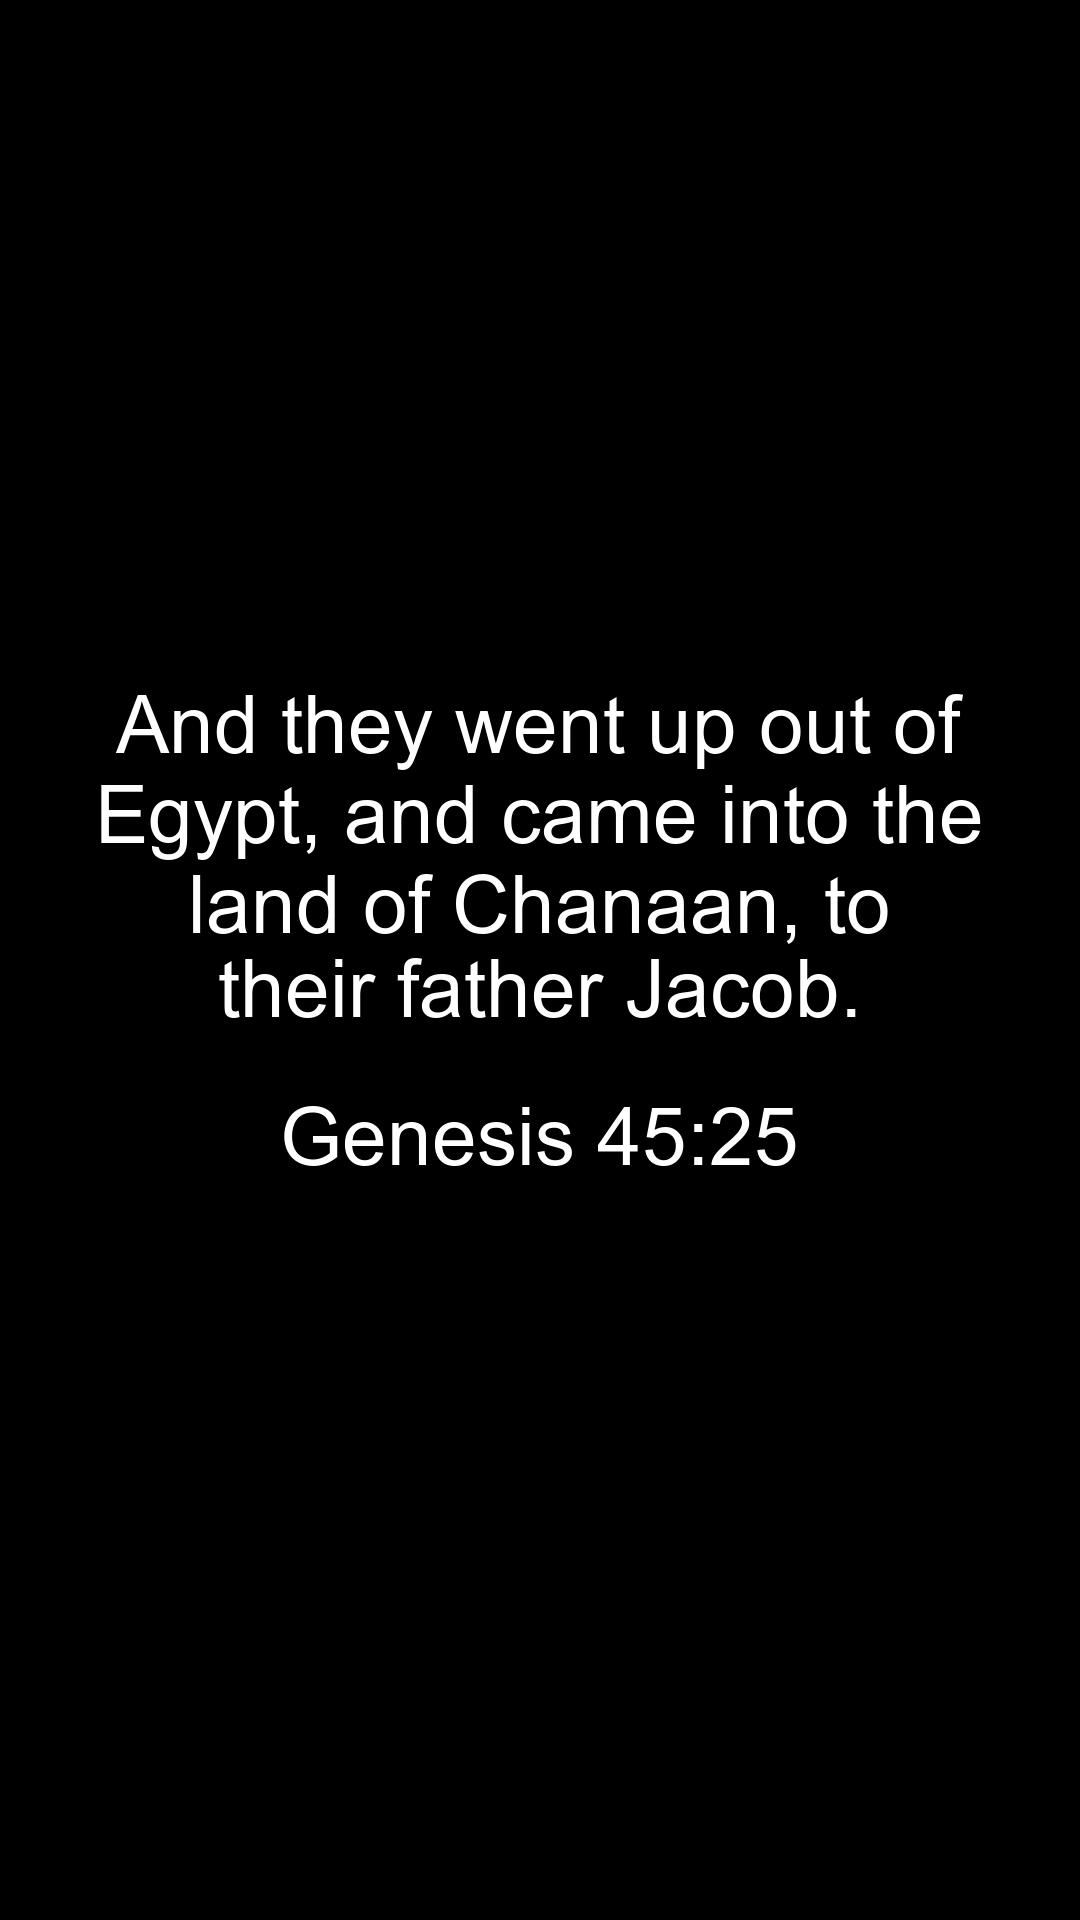 And they went up out of
Egypt, and came into the
land of Chanaan, to
their father Jacob.
Genesis 45:25